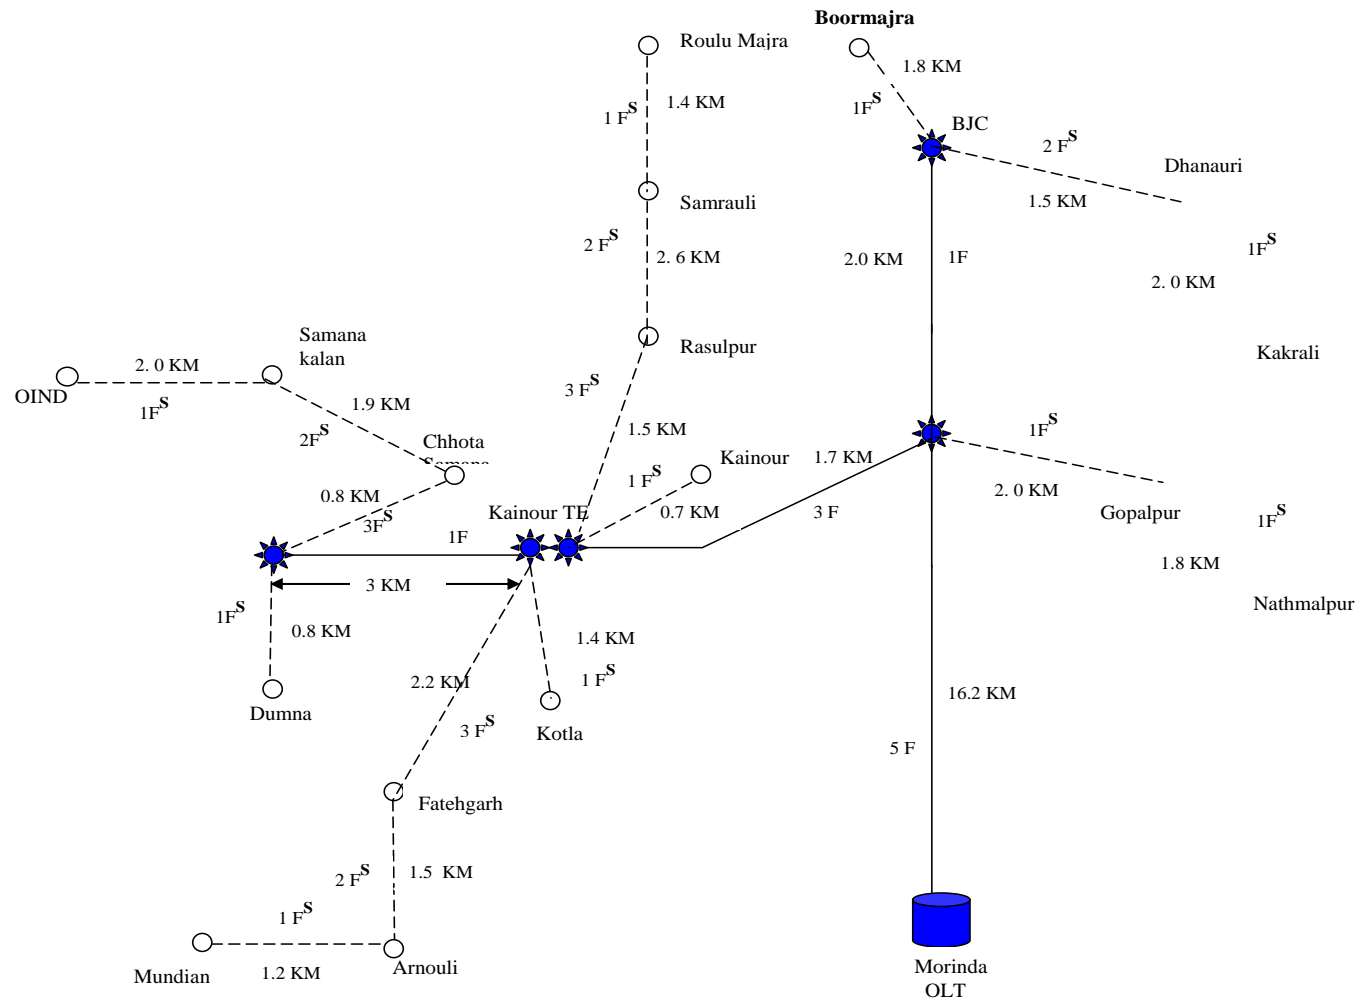 Boormajra
Roulu Majra
1.8 KM
1.4 KM
1 F^S
1F^S
BJC
2 F^S
Dhanauri
Samrauli
1.5 KM
2 F^S
2. 6 KM
2.0 KM
1F
1F^S
2. 0 KM
Samana
kalan
Rasulpur
Kakrali
2. 0 KM
OIND
1F^S
3 F^S
1.9 KM
2F^S
Chhota
Samana
1.5 KM
1F^S
Kainour
1.7 KM
1 F^S
2. 0 KM
0.8 KM
3F^S
Kainour TE
0.7 KM
3 F
Gopalpur
1F^S
1F
1.8 KM
3 KM
Nathmalpur
1F^S
0.8 KM
1.4 KM
2.2 KM
1 F^S
16.2 KM
Dumna
3 F^S
Kotla
5 F
Fatehgarh
2 F^S
1.5 KM
1 F^S
Mundian
1.2 KM
Arnouli
Morinda
OLT